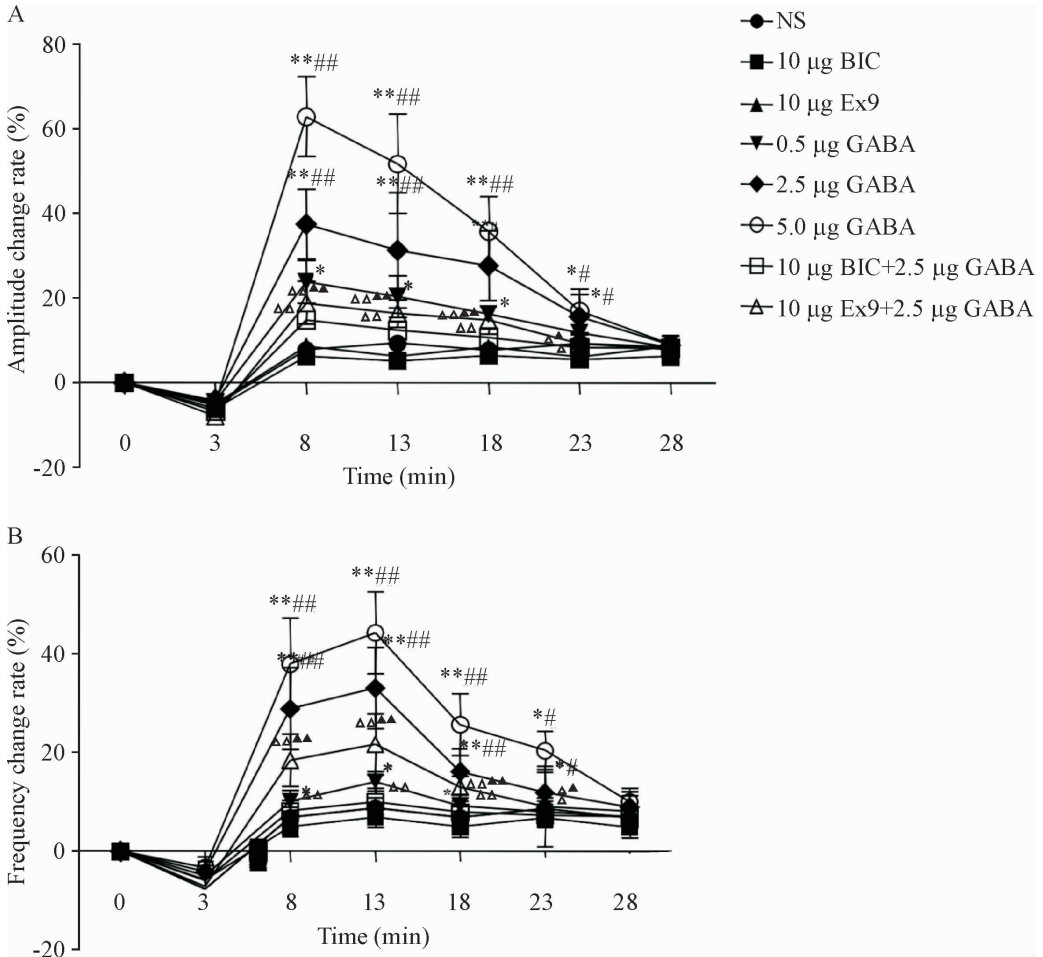 A
NS
10 μg BIC
10 μg Ex9
0.5 μg GABA
2.5 μg GABA
5.0 μg GABA
10 μg BIC+2.5 μg GABA
10 μg Ex9+2.5 μg GABA
Amplitude change rate (%)
80
60
40
20
0
-20
**##
**##
**##
**##
**##
*
*
*
*#
*#
0 3 8 13 18 23 28
Time (min)
B
Frequency change rate (%)
60
40
20
0
-20
**##
**##
**##
**##
**##
*#
*#
*
*
*
0 3 8 13 18 23 28
Time (min)